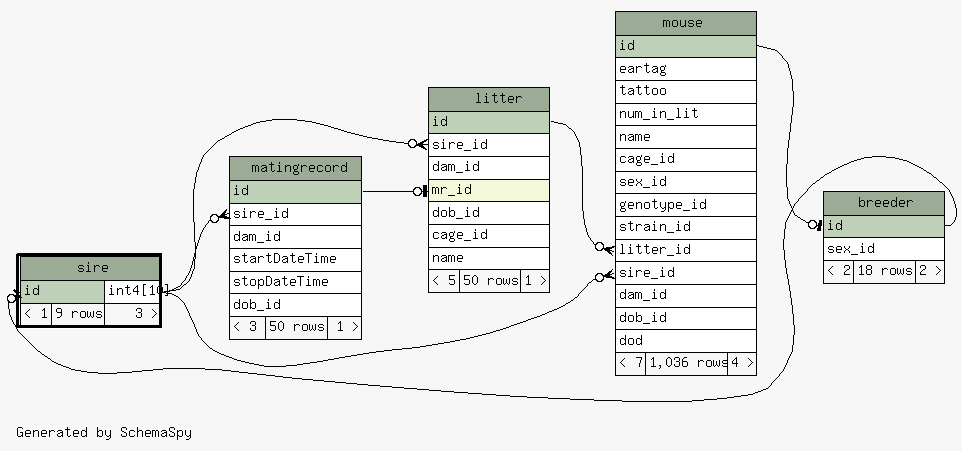 mouse
id
eartag
tattoo
num_in_lit
name
cage_id
sex_id
genotype_id
strain_id
litter_id
sire_id
dam_id
dob_id
dod
< 7 1,036 rows 4 >
litter
id
sire_id
dam_id
mr_id
dob_id
cage_id
name
< 5 50 rows 1 >
matingrecord
id
sire_id
dam_id
startDateTime
stopDateTime
dob_id
< 3 50 rows 1 >
breeder
id
sex_id
< 2 18 rows 2 >
sire
id int4[10]
< 1 9 rows 3 >
Generated by SchemaSpy